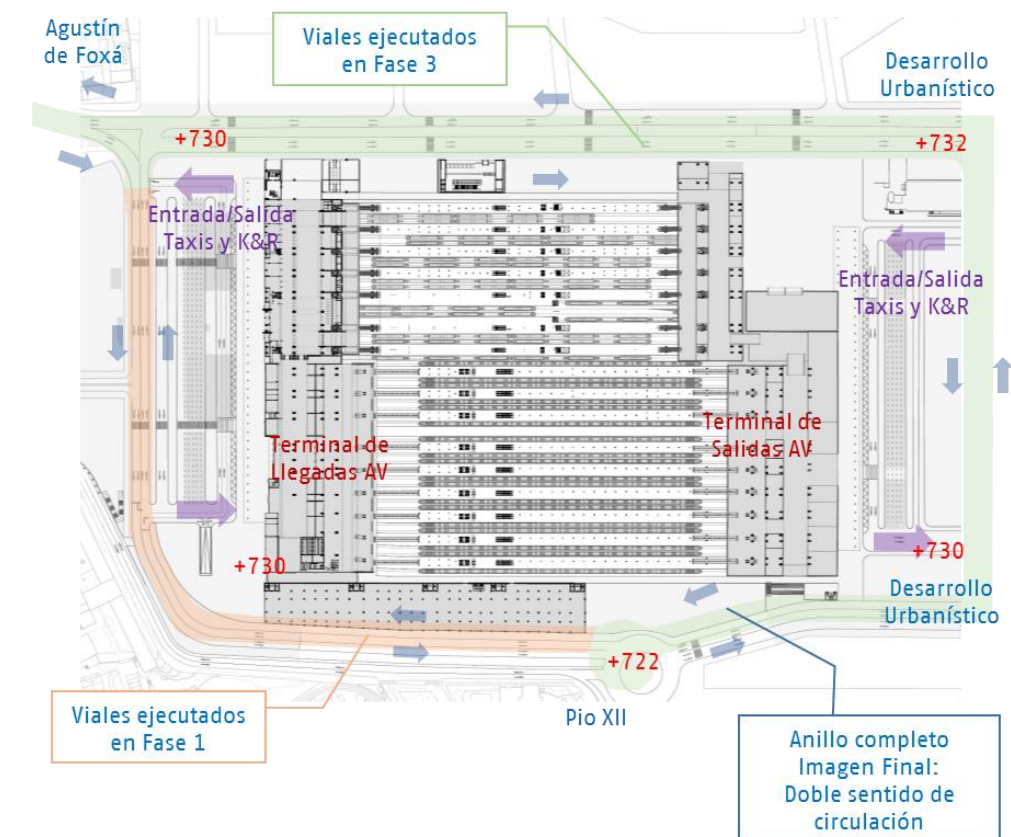 Agustín
de Foxá
Viales ejecutados
en Fase 3
Desarrollo
Urbanístico
+730
+732
Entrada/Salida
Taxis y K&R
Entrada/Salida
Taxis y K&R
Terminal de
Llegadas AV
Terminal de
Salidas AV
+730
+730
Desarrollo
Urbanístico
+722
Viales ejecutados
en Fase 1
Pio XII
Anillo completo
Imagen Final:
Doble sentido de
circulación